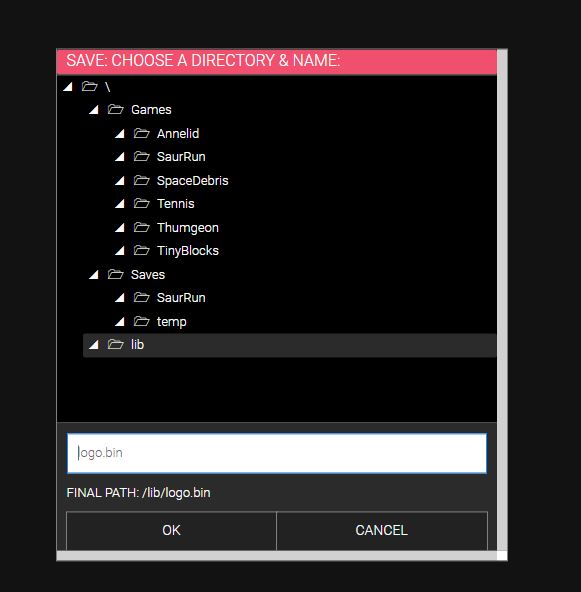 SAVE: CHOOSE A DIRECTORY & NAME:
\
Games
Annelid
SaurRun
SpaceDebris
Tennis
Thumgeon
TinyBlocks
Saves
SaurRun
temp
lib
logo.bin
FINAL PATH: /lib/logo.bin
OK CANCEL